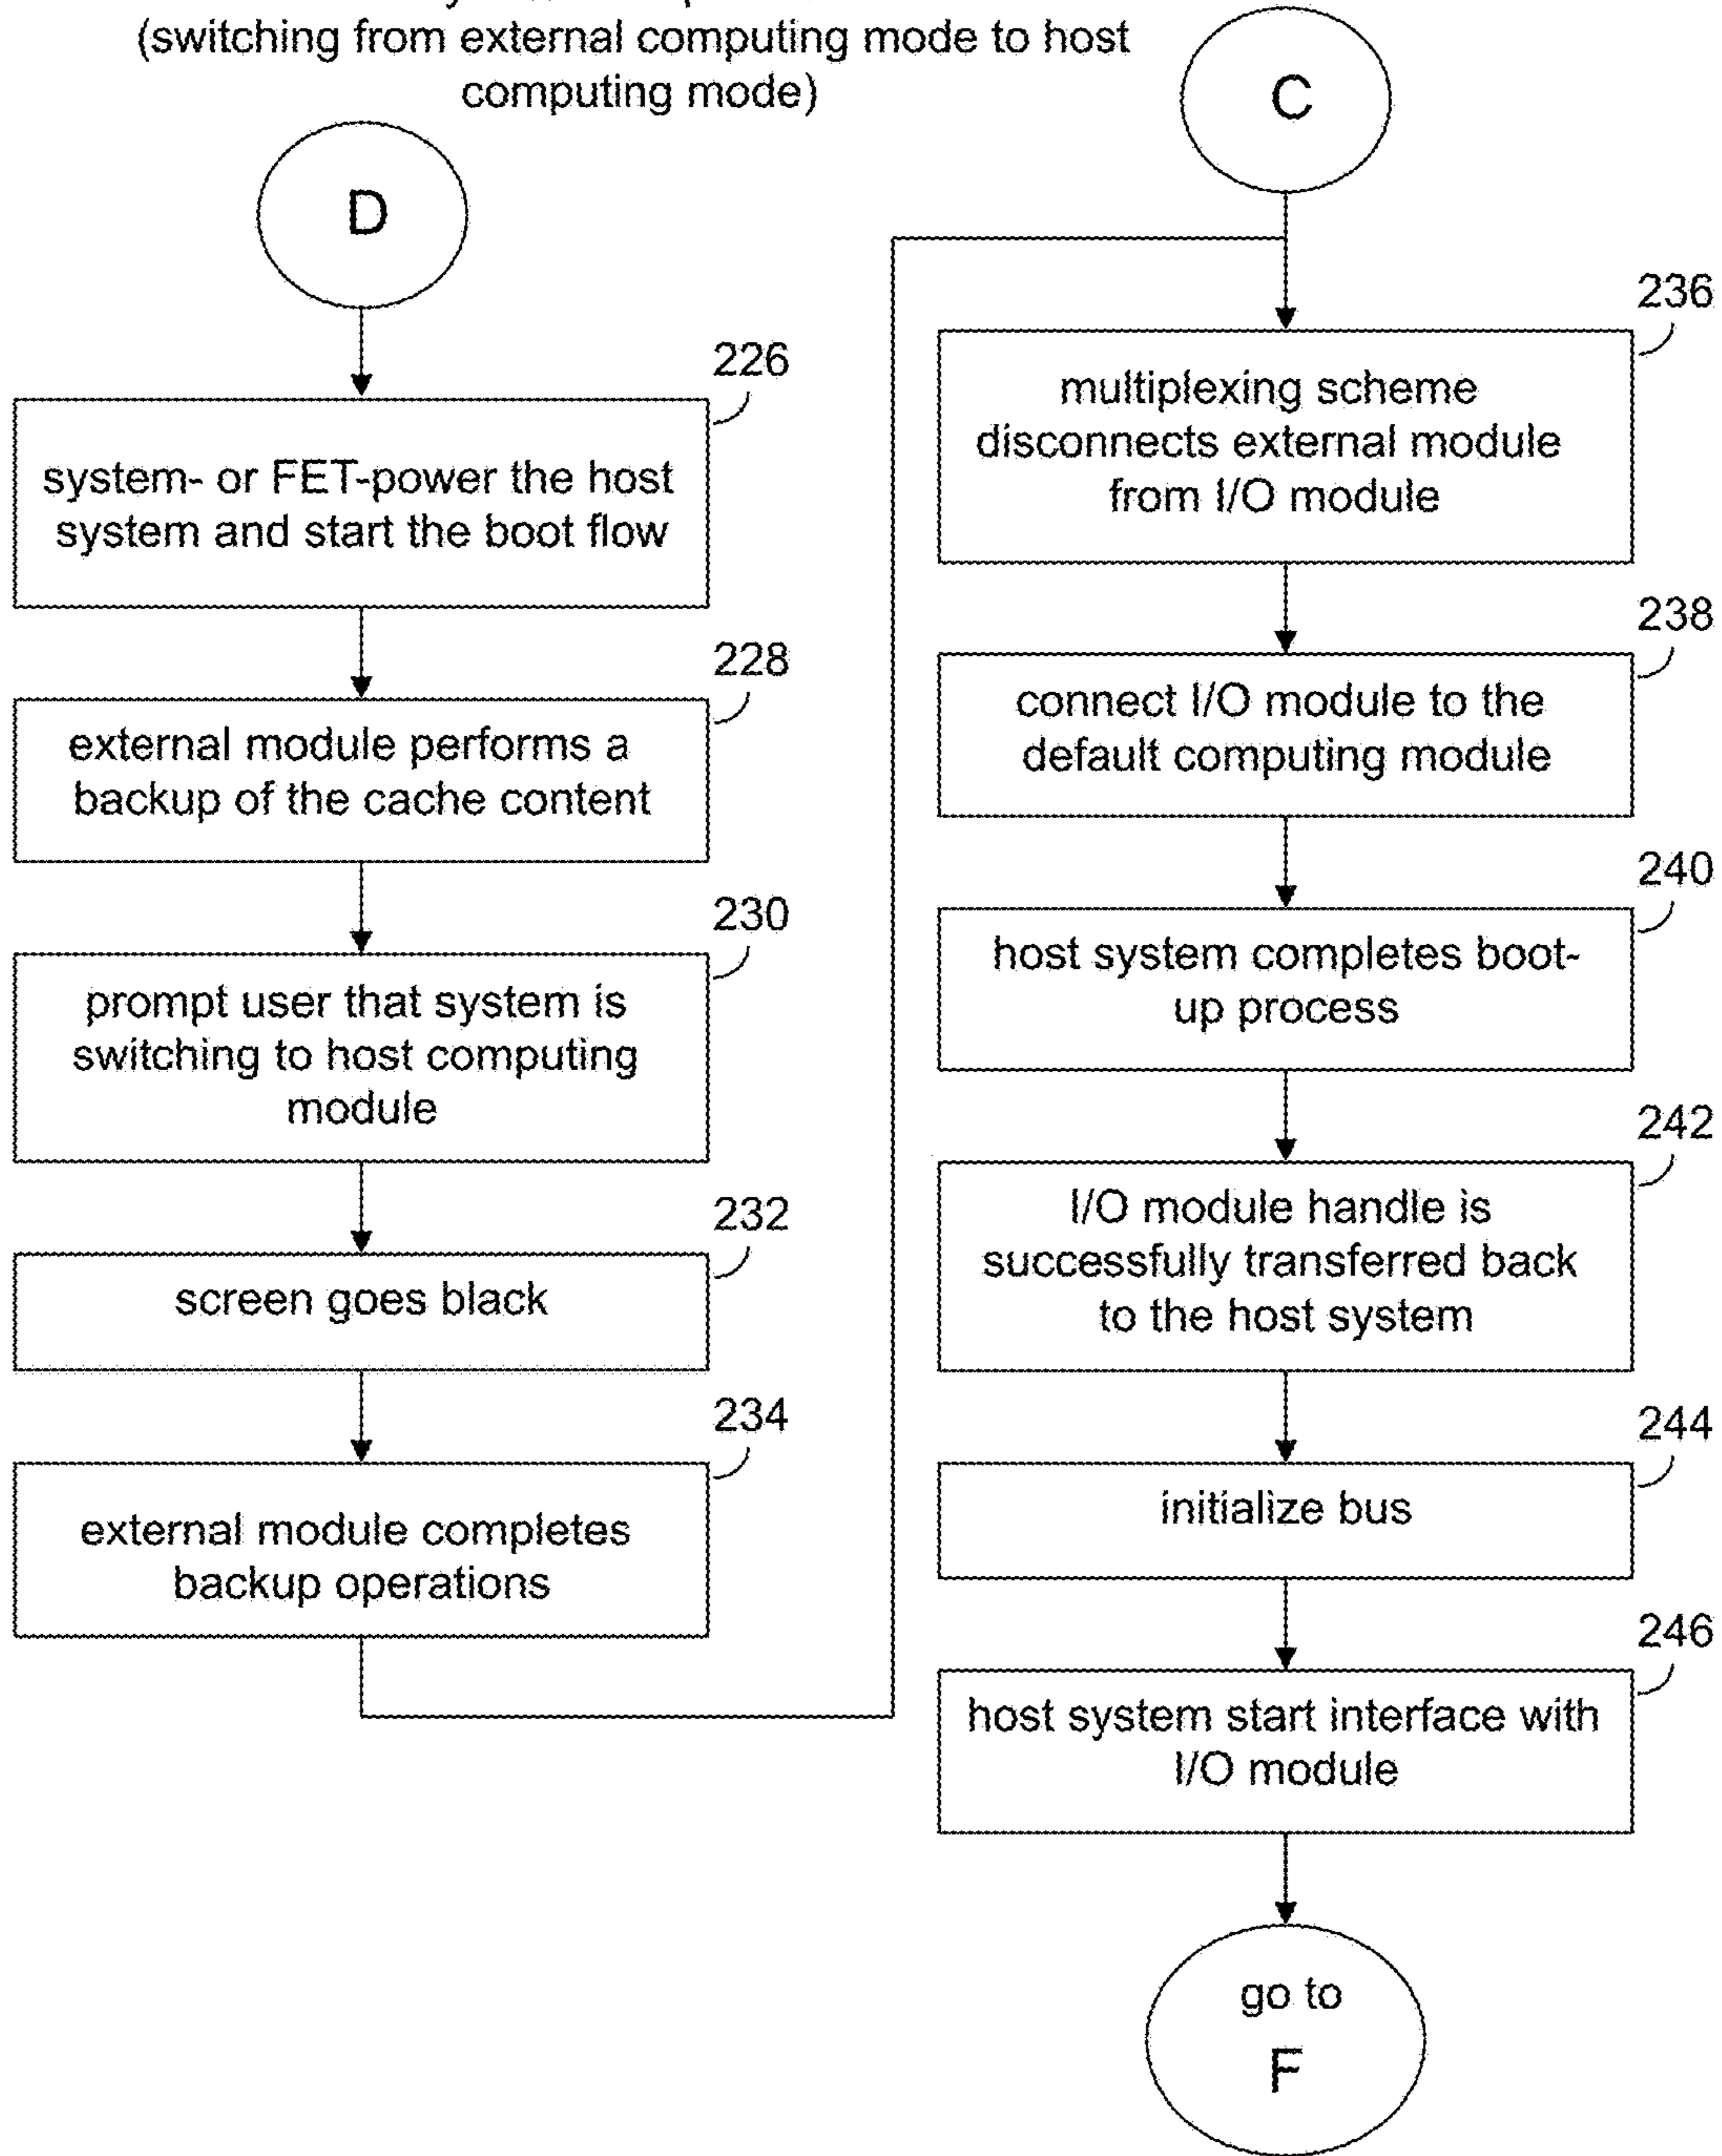 (switching from external computing mode to host
computing mode)
D
226
system- or FET-power the host
system and start the boot flow
228
external module performs a
backup of the cache content
230
prompt user that system is
switching to host computing
module
232
screen goes black
234
external module completes
backup operations
C
236
multiplexing scheme
disconnects external module
from I/O module
238
connect I/O module to the
default computing module
240
host system completes boot-
up process
242
I/O module handle is
successfully transferred back
to the host system
244
initialize bus
246
host system start interface with
I/O module
go to
F